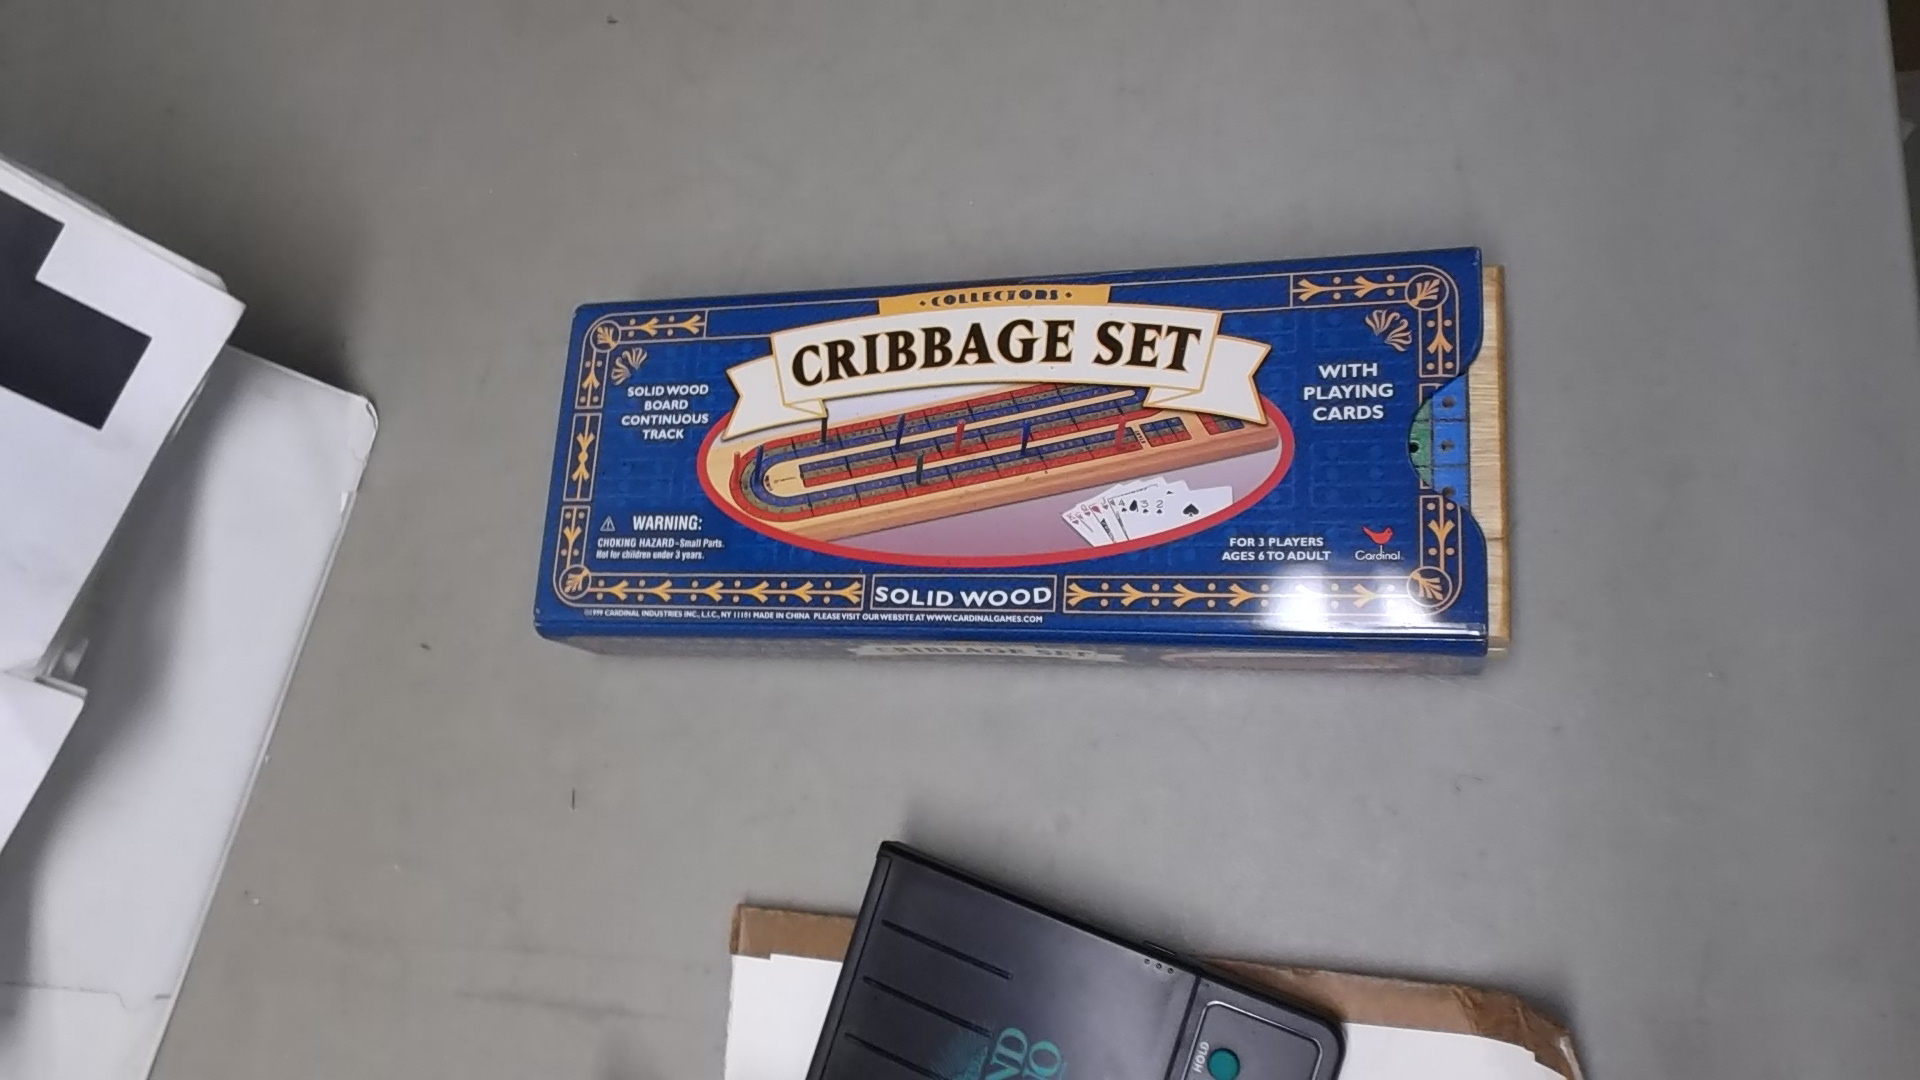 • COLLECTORS •
CRIBBAGE SET
SOLID WOOD
BOARD
CONTINUOUS
TRACK
WITH
PLAYING
CARDS
WARNING:
CHOKING HAZARD-Small Parts.
Not for children under 3 years.
FOR 3 PLAYERS
AGES 6 TO ADULT
Cardinal
SOLID WOOD
©1999 CARDINAL INDUSTRIES INC., L.I.C., NY 11101 MADE IN CHINA PLEASE VISIT OUR WEBSITE AT WWW.CARDINALGAMES.COM
CRIBBAGE SET
HOLD